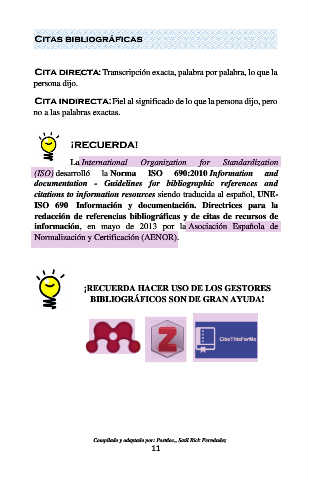 CITAS BIBLIOGRÁFICAS
CITA DIRECTA: Transcripción exacta, palabra por palabra, lo que la
persona dijo.
CITA INDIRECTA: Fiel al significado de lo que la persona dijo, pero
no a las palabras exactas.
¡RECUERDA!
La International Organization for Standardization
(ISO) desarrolló la Norma ISO 690:2010 Information and
documentation - Guidelines for bibliographic references and
citations to information resources siendo traducida al español, UNE-
ISO 690 Información y documentación. Directrices para la
redacción de referencias bibliográficas y de citas de recursos de
información, en mayo de 2013 por la Asociación Española de
Normalización y Certificación (AENOR).
¡RECUERDA HACER USO DE LOS GESTORES
BIBLIOGRÁFICOS SON DE GRAN AYUDA!
Z CiteThisForMe
Compilado y adaptado por: Saúl Rick Fernández
11